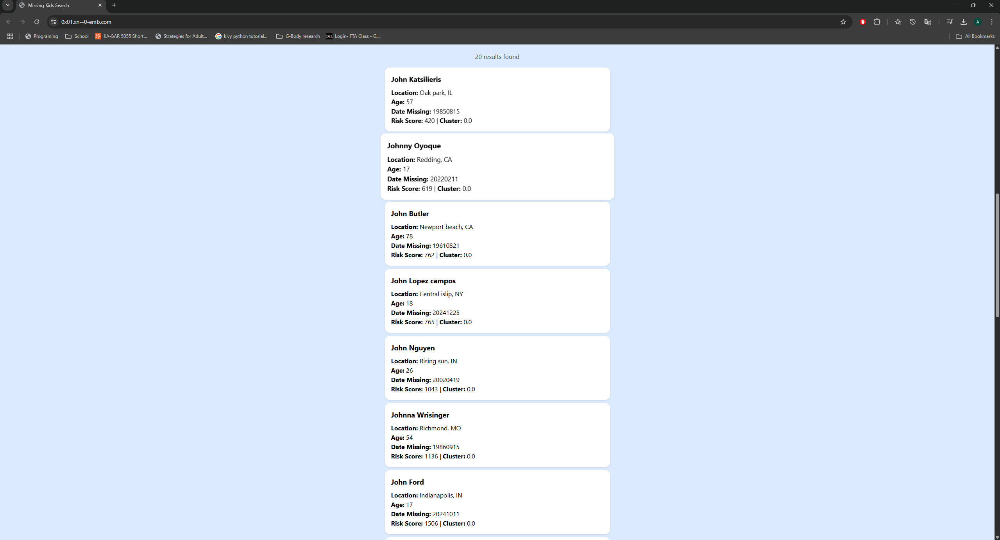 Missing Kids Search
0x01.xn--0-emb.com
A
Programing
School
KA-BAR 5055 Short...
Strategies for Adult...
kivy python tutorial...
G-Body research
D2L
Login- FTA Class - G...
All Bookmarks
20 results found
John Katsilieris
Location: Oak park, IL
Age: 57
Date Missing: 19850815
Risk Score: 420 | Cluster: 0.0
Johnny Oyoque
Location: Redding, CA
Age: 17
Date Missing: 20220211
Risk Score: 619 | Cluster: 0.0
John Butler
Location: Newport beach, CA
Age: 78
Date Missing: 19610821
Risk Score: 762 | Cluster: 0.0
John Lopez campos
Location: Central islip, NY
Age: 18
Date Missing: 20241225
Risk Score: 765 | Cluster: 0.0
John Nguyen
Location: Rising sun, IN
Age: 26
Date Missing: 20020419
Risk Score: 1043 | Cluster: 0.0
Johnna Wrisinger
Location: Richmond, MO
Age: 54
Date Missing: 19860915
Risk Score: 1136 | Cluster: 0.0
John Ford
Location: Indianapolis, IN
Age: 17
Date Missing: 20241011
Risk Score: 1506 | Cluster: 0.0